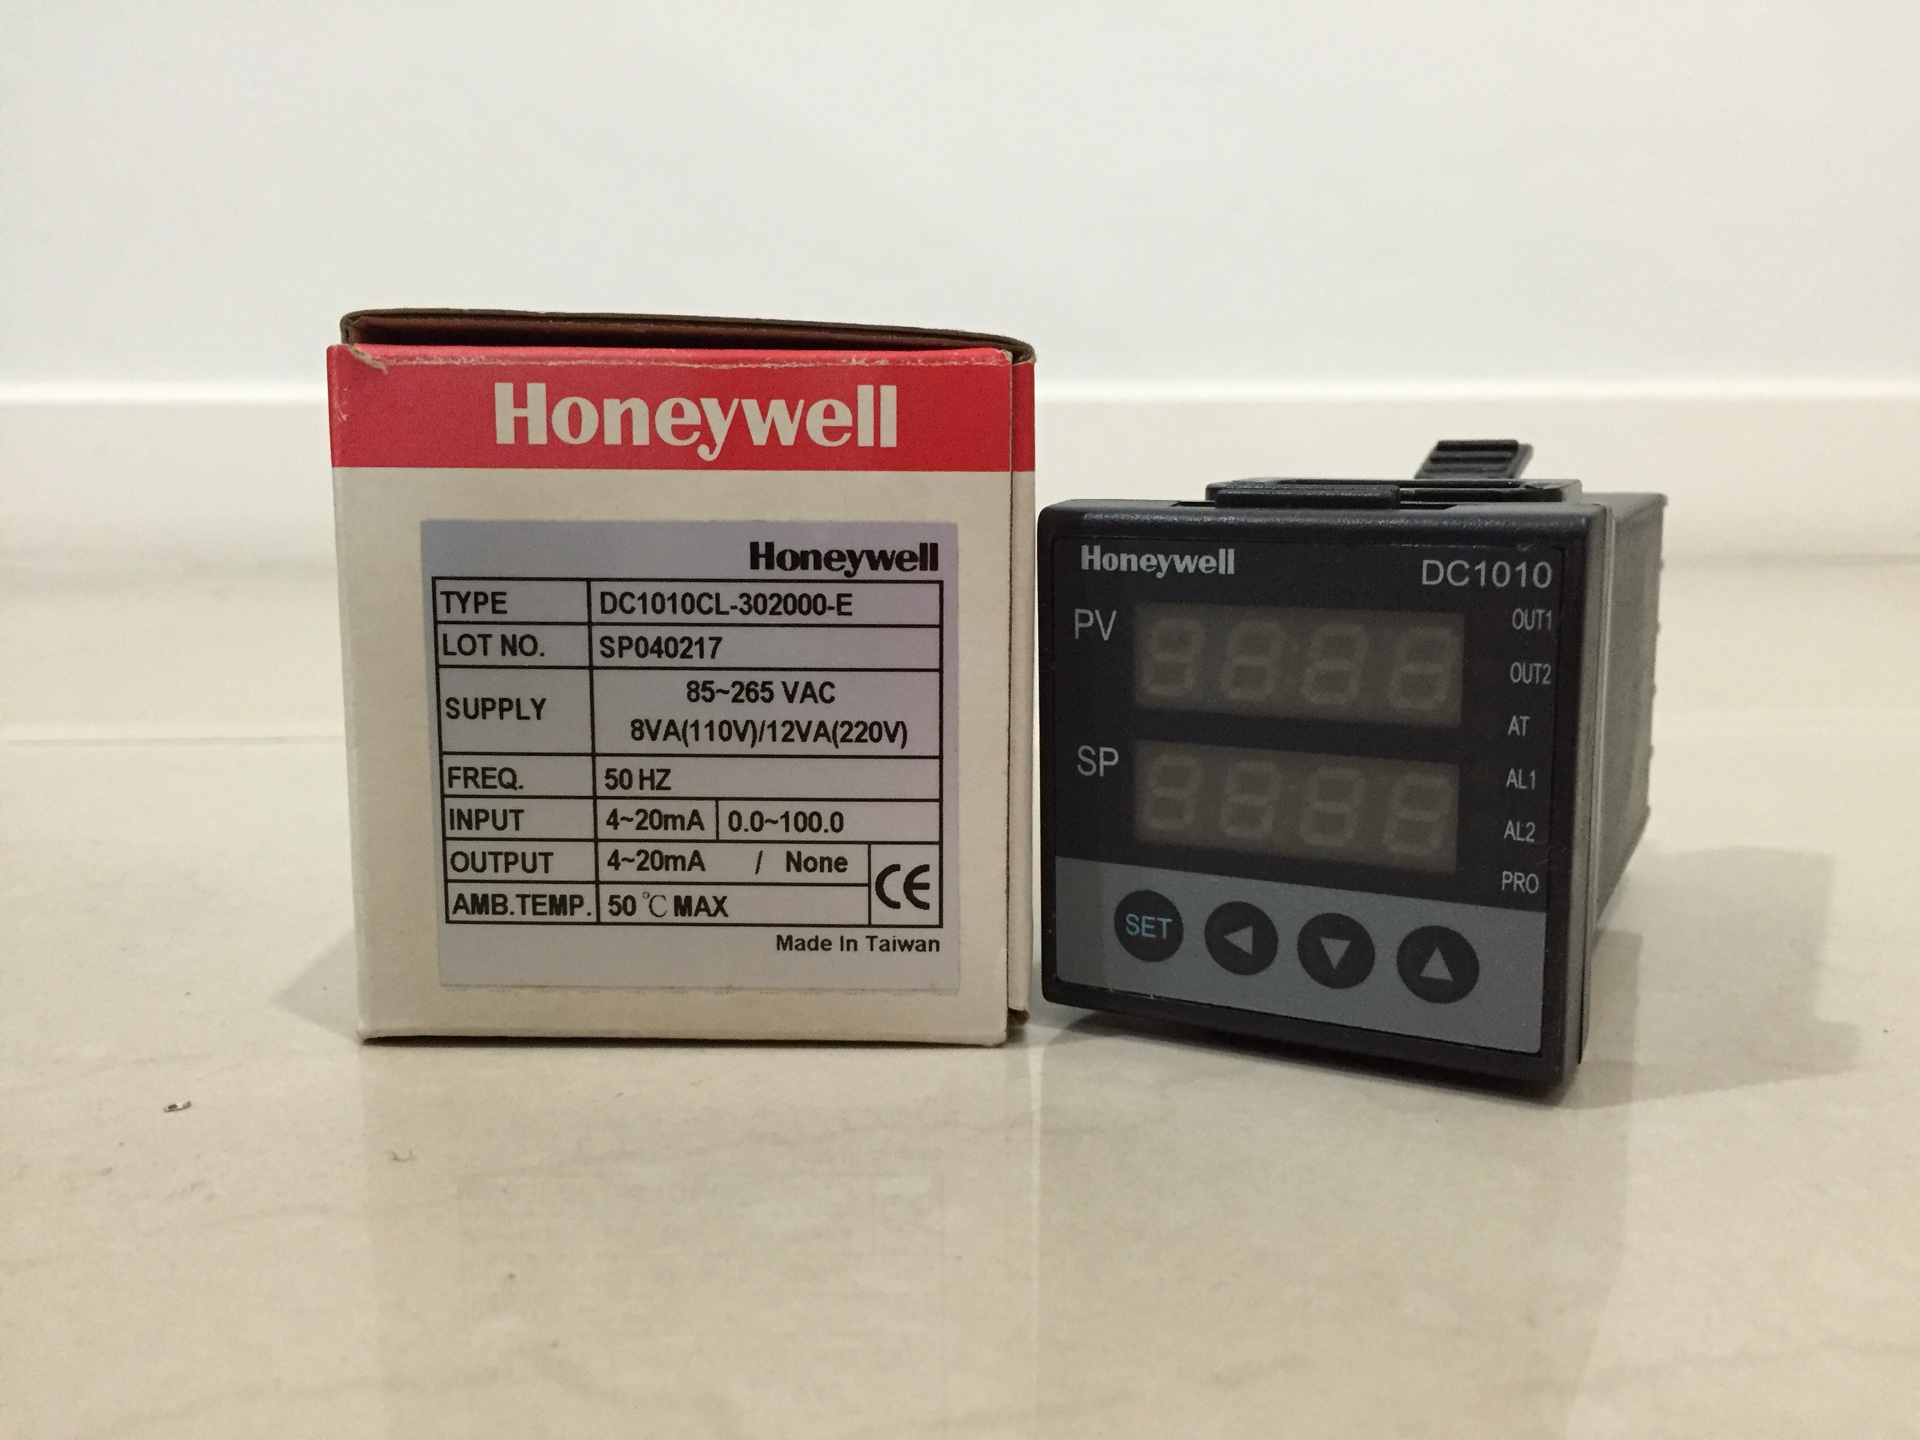 Honeywell
Honeywell
TYPE DC1010CL-302000-E
LOT NO. SP040217
SUPPLY 85~265 VAC
8VA(110V)/12VA(220V)
FREQ. 50 HZ
INPUT 4~20mA 0.0~100.0
OUTPUT 4~20mA / None
CE
AMB.TEMP. 50 ℃ MAX
Made In Taiwan
Honeywell DC1010
PV
OUT1
OUT2
AT
SP
AL1
AL2
PRO
SET